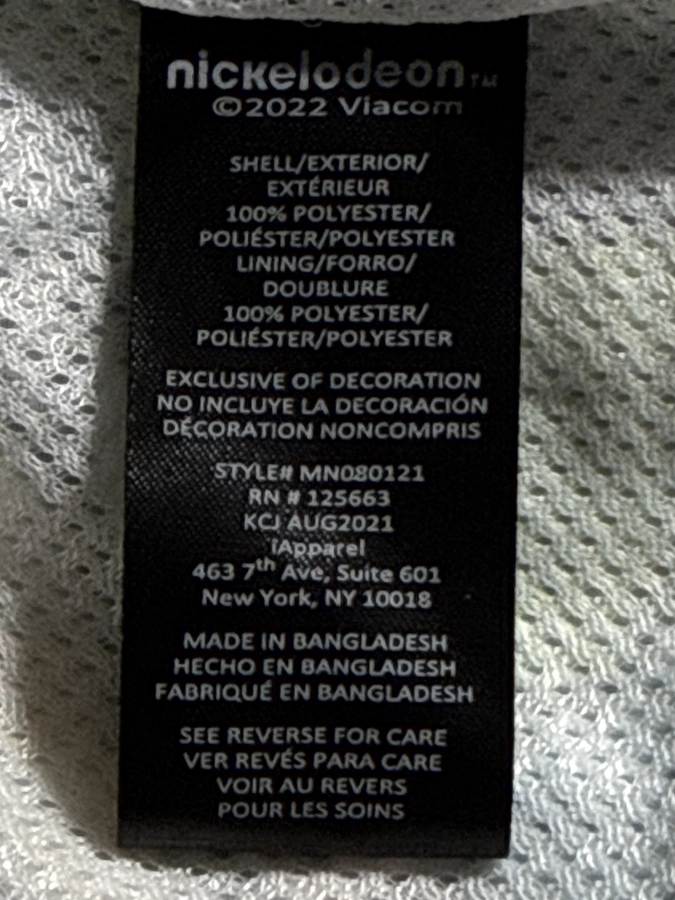 nickelodeon™
©2022 Viacom
SHELL/EXTERIOR/
EXTÉRIEUR
100% POLYESTER/
POLIÉSTER/POLYESTER
LINING/FORRO/
DOUBLURE
100% POLYESTER/
POLIÉSTER/POLYESTER
EXCLUSIVE OF DECORATION
NO INCLUYE LA DECORACIÓN
DÉCORATION NONCOMPRIS
STYLE# MN080121
RN # 125663
KCJ AUG2021
iApparel
463 7th Ave, Suite 601
New York, NY 10018
MADE IN BANGLADESH
HECHO EN BANGLADESH
FABRIQUÉ EN BANGLADESH
SEE REVERSE FOR CARE
VER REVÉS PARA CARE
VOIR AU REVERS
POUR LES SOINS